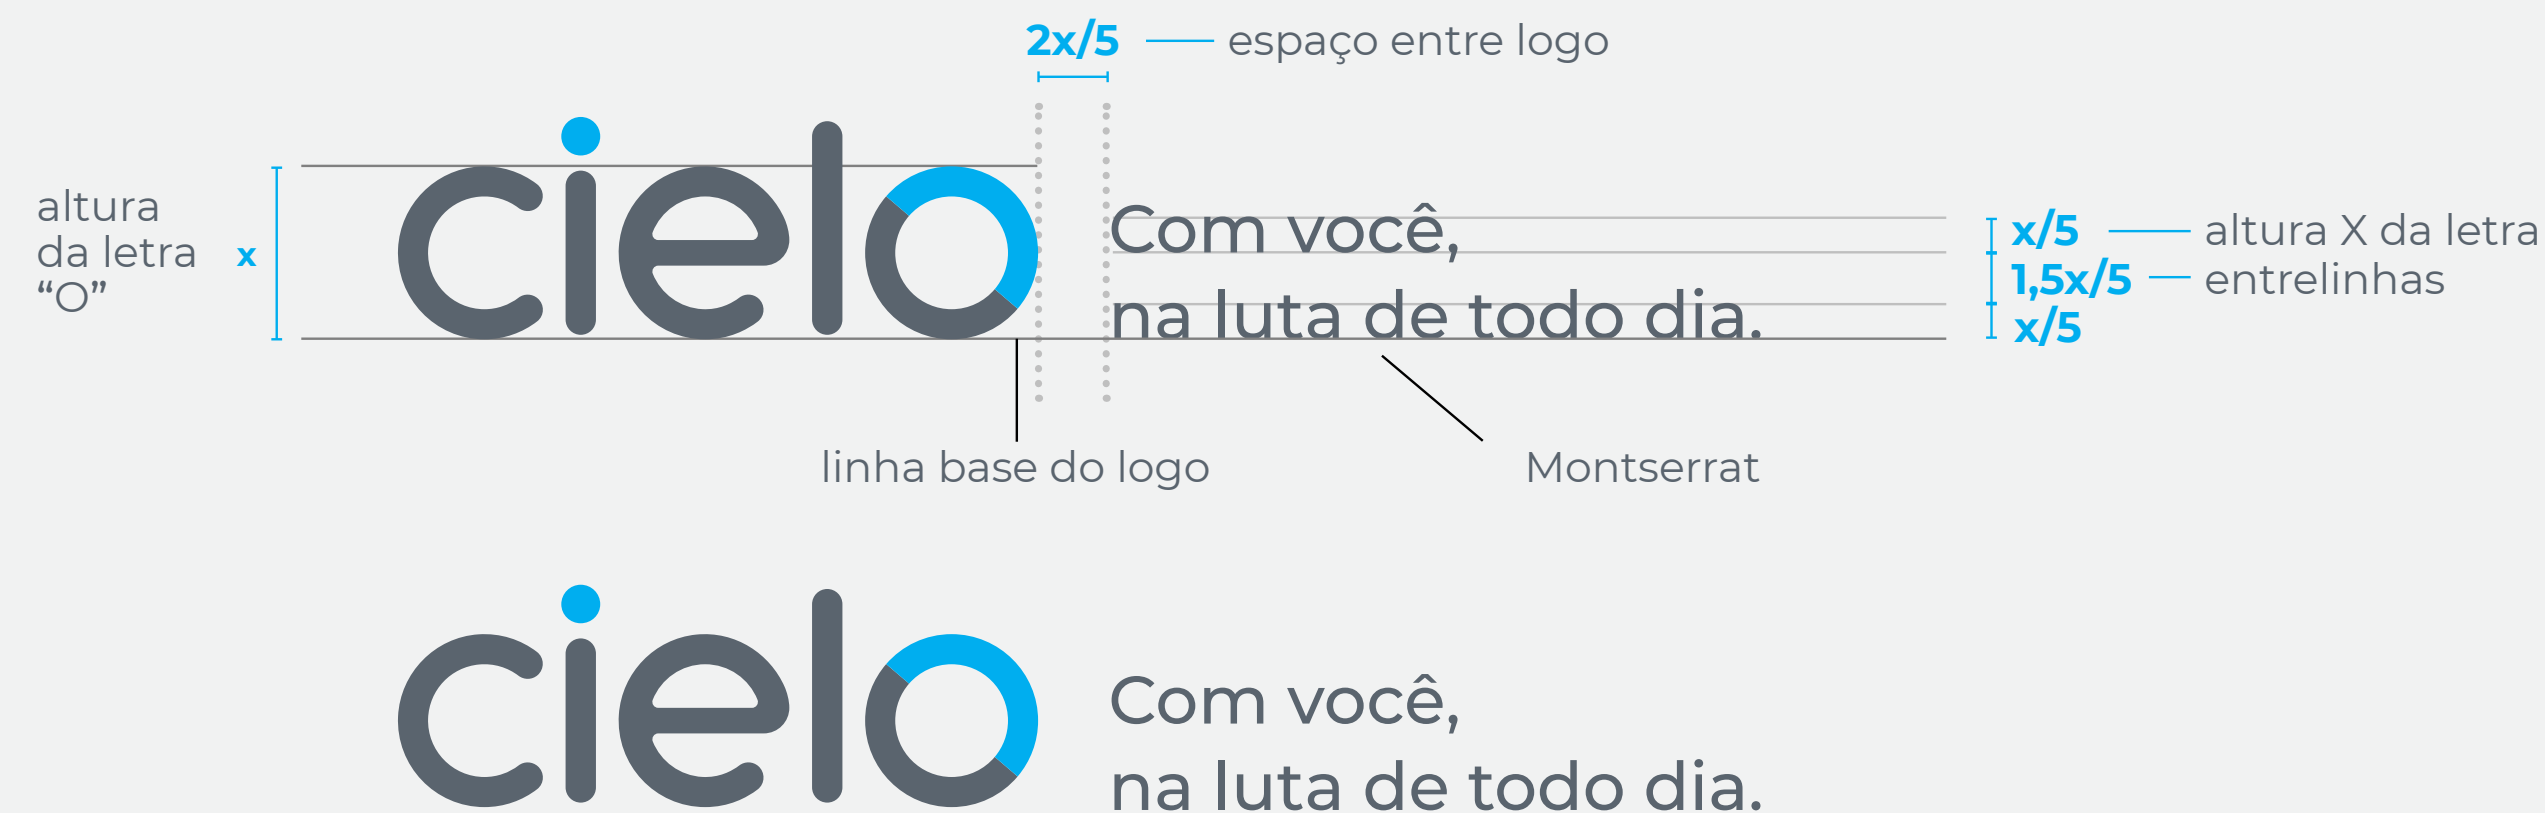 2x/5 espaço entre logo
altura
da letra
“O”
x
cielo
Com você,
na luta de todo dia.
x/5 altura X da letra
1,5x/5 entrelinhas
x/5
linha base do logo
Montserrat
cielo
Com você,
na luta de todo dia.